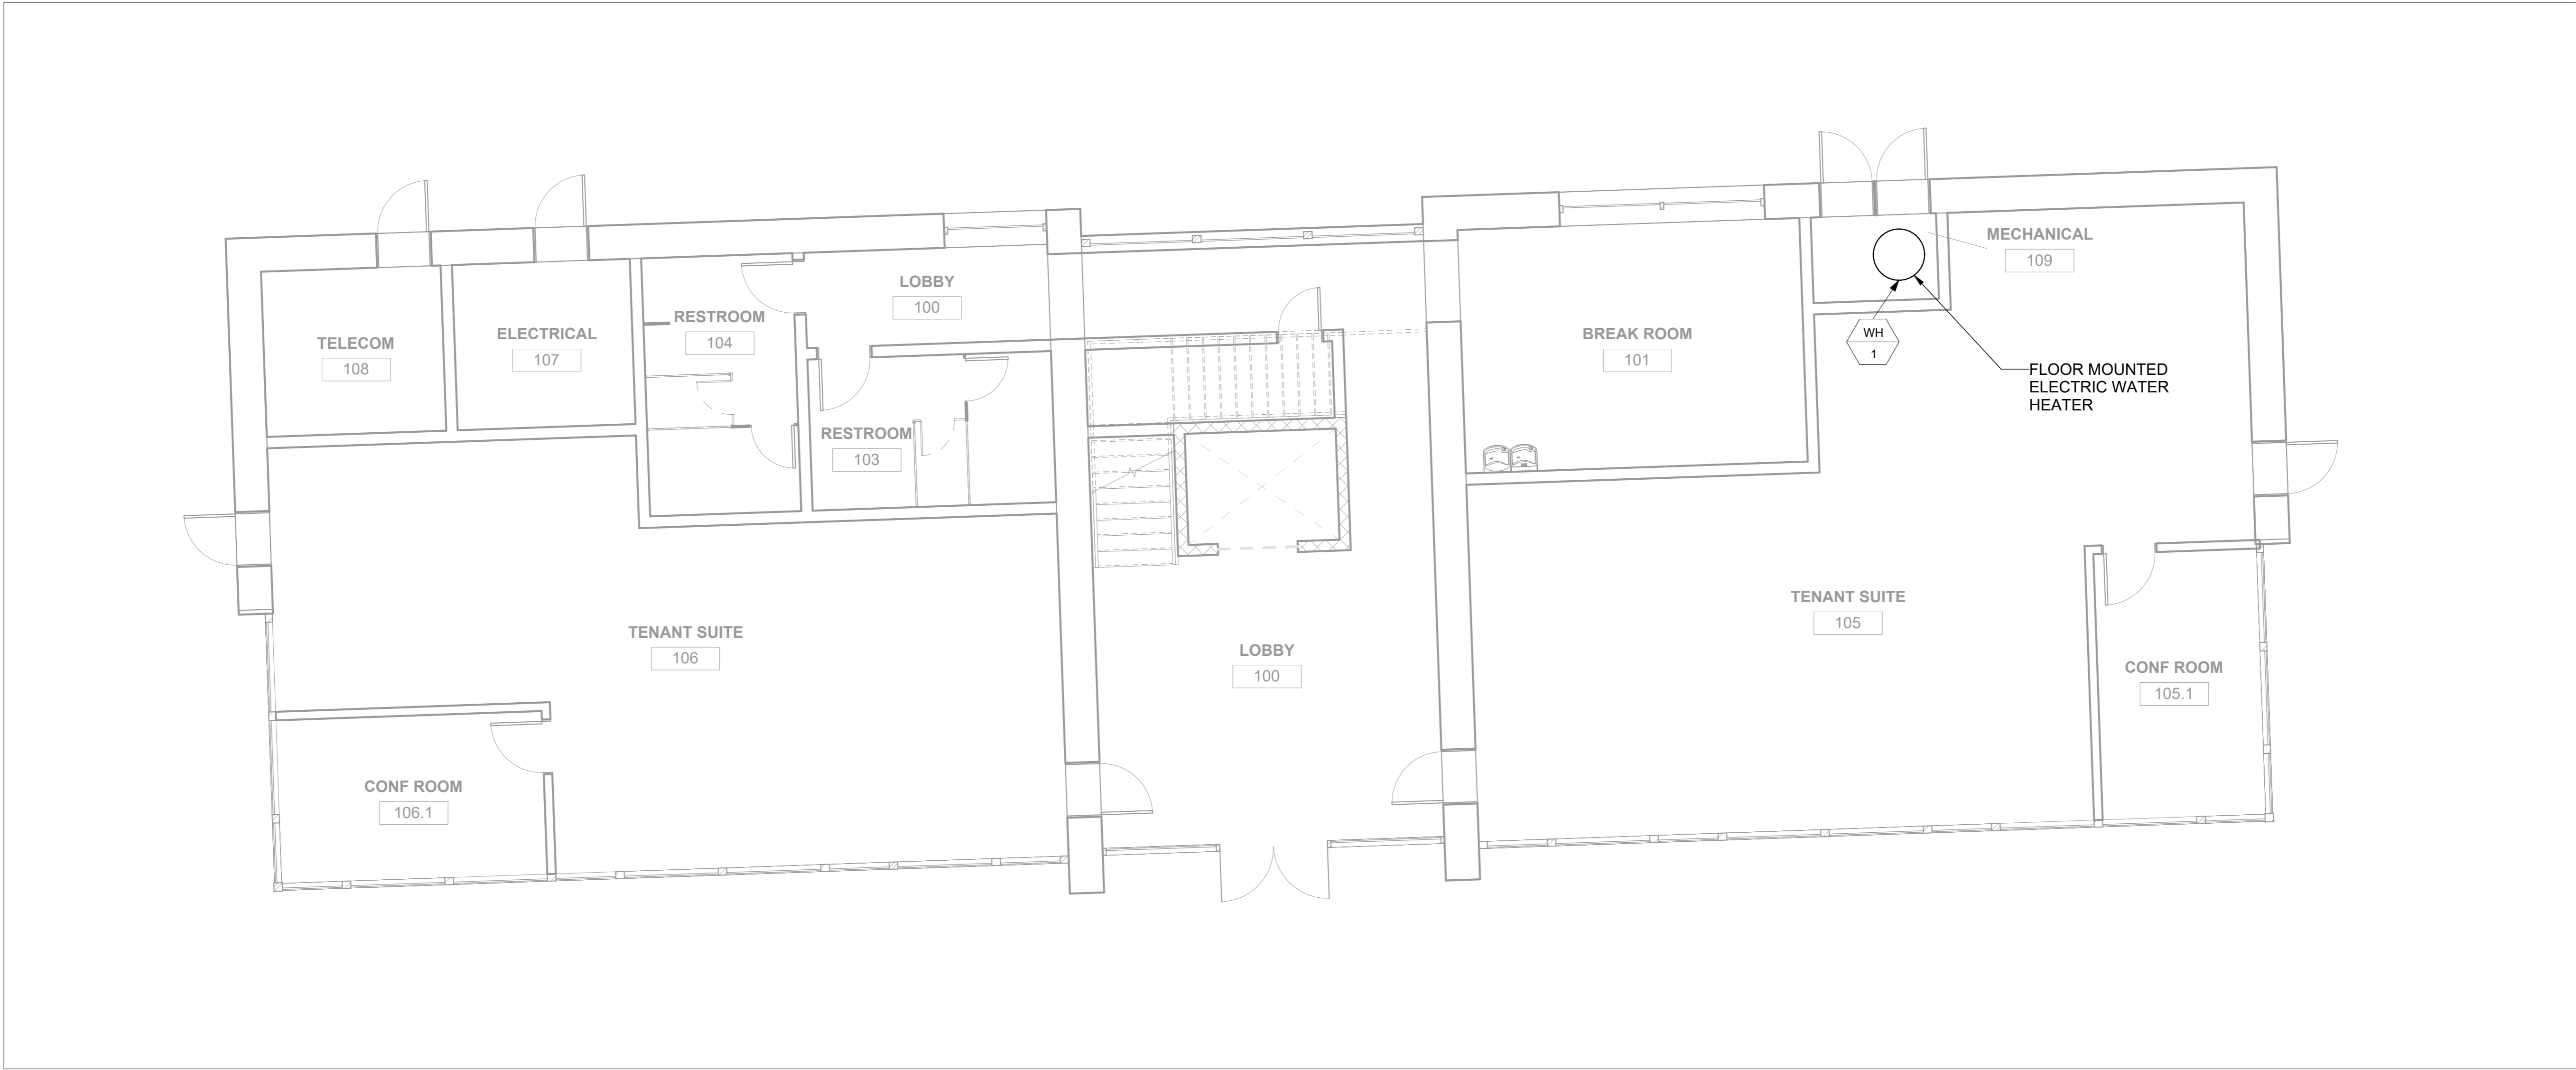 MECHANICAL
109
LOBBY
100
RESTROOM
104
ELECTRICAL
107
TELECOM
108
BREAK ROOM
101
WH
1
FLOOR MOUNTED
ELECTRIC WATER
HEATER
RESTROOM
103
TENANT SUITE
105
TENANT SUITE
106
LOBBY
100
CONF ROOM
105.1
CONF ROOM
106.1